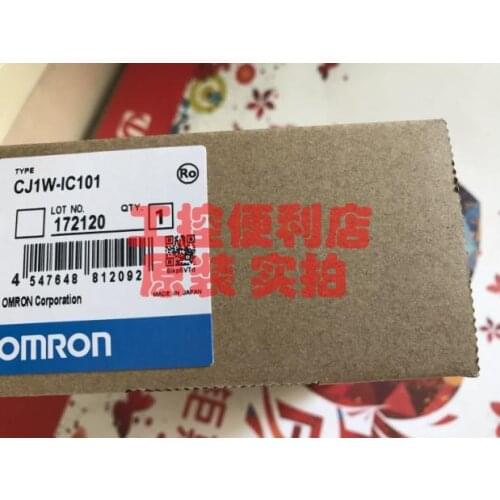 TYPE
CJ1W-IC101
Ro
LOT NO. QTY.
172120 1
4 547648 812092
OMRON Corporation
MADE IN JAPAN
OMRON
工控便利店
原装 实拍